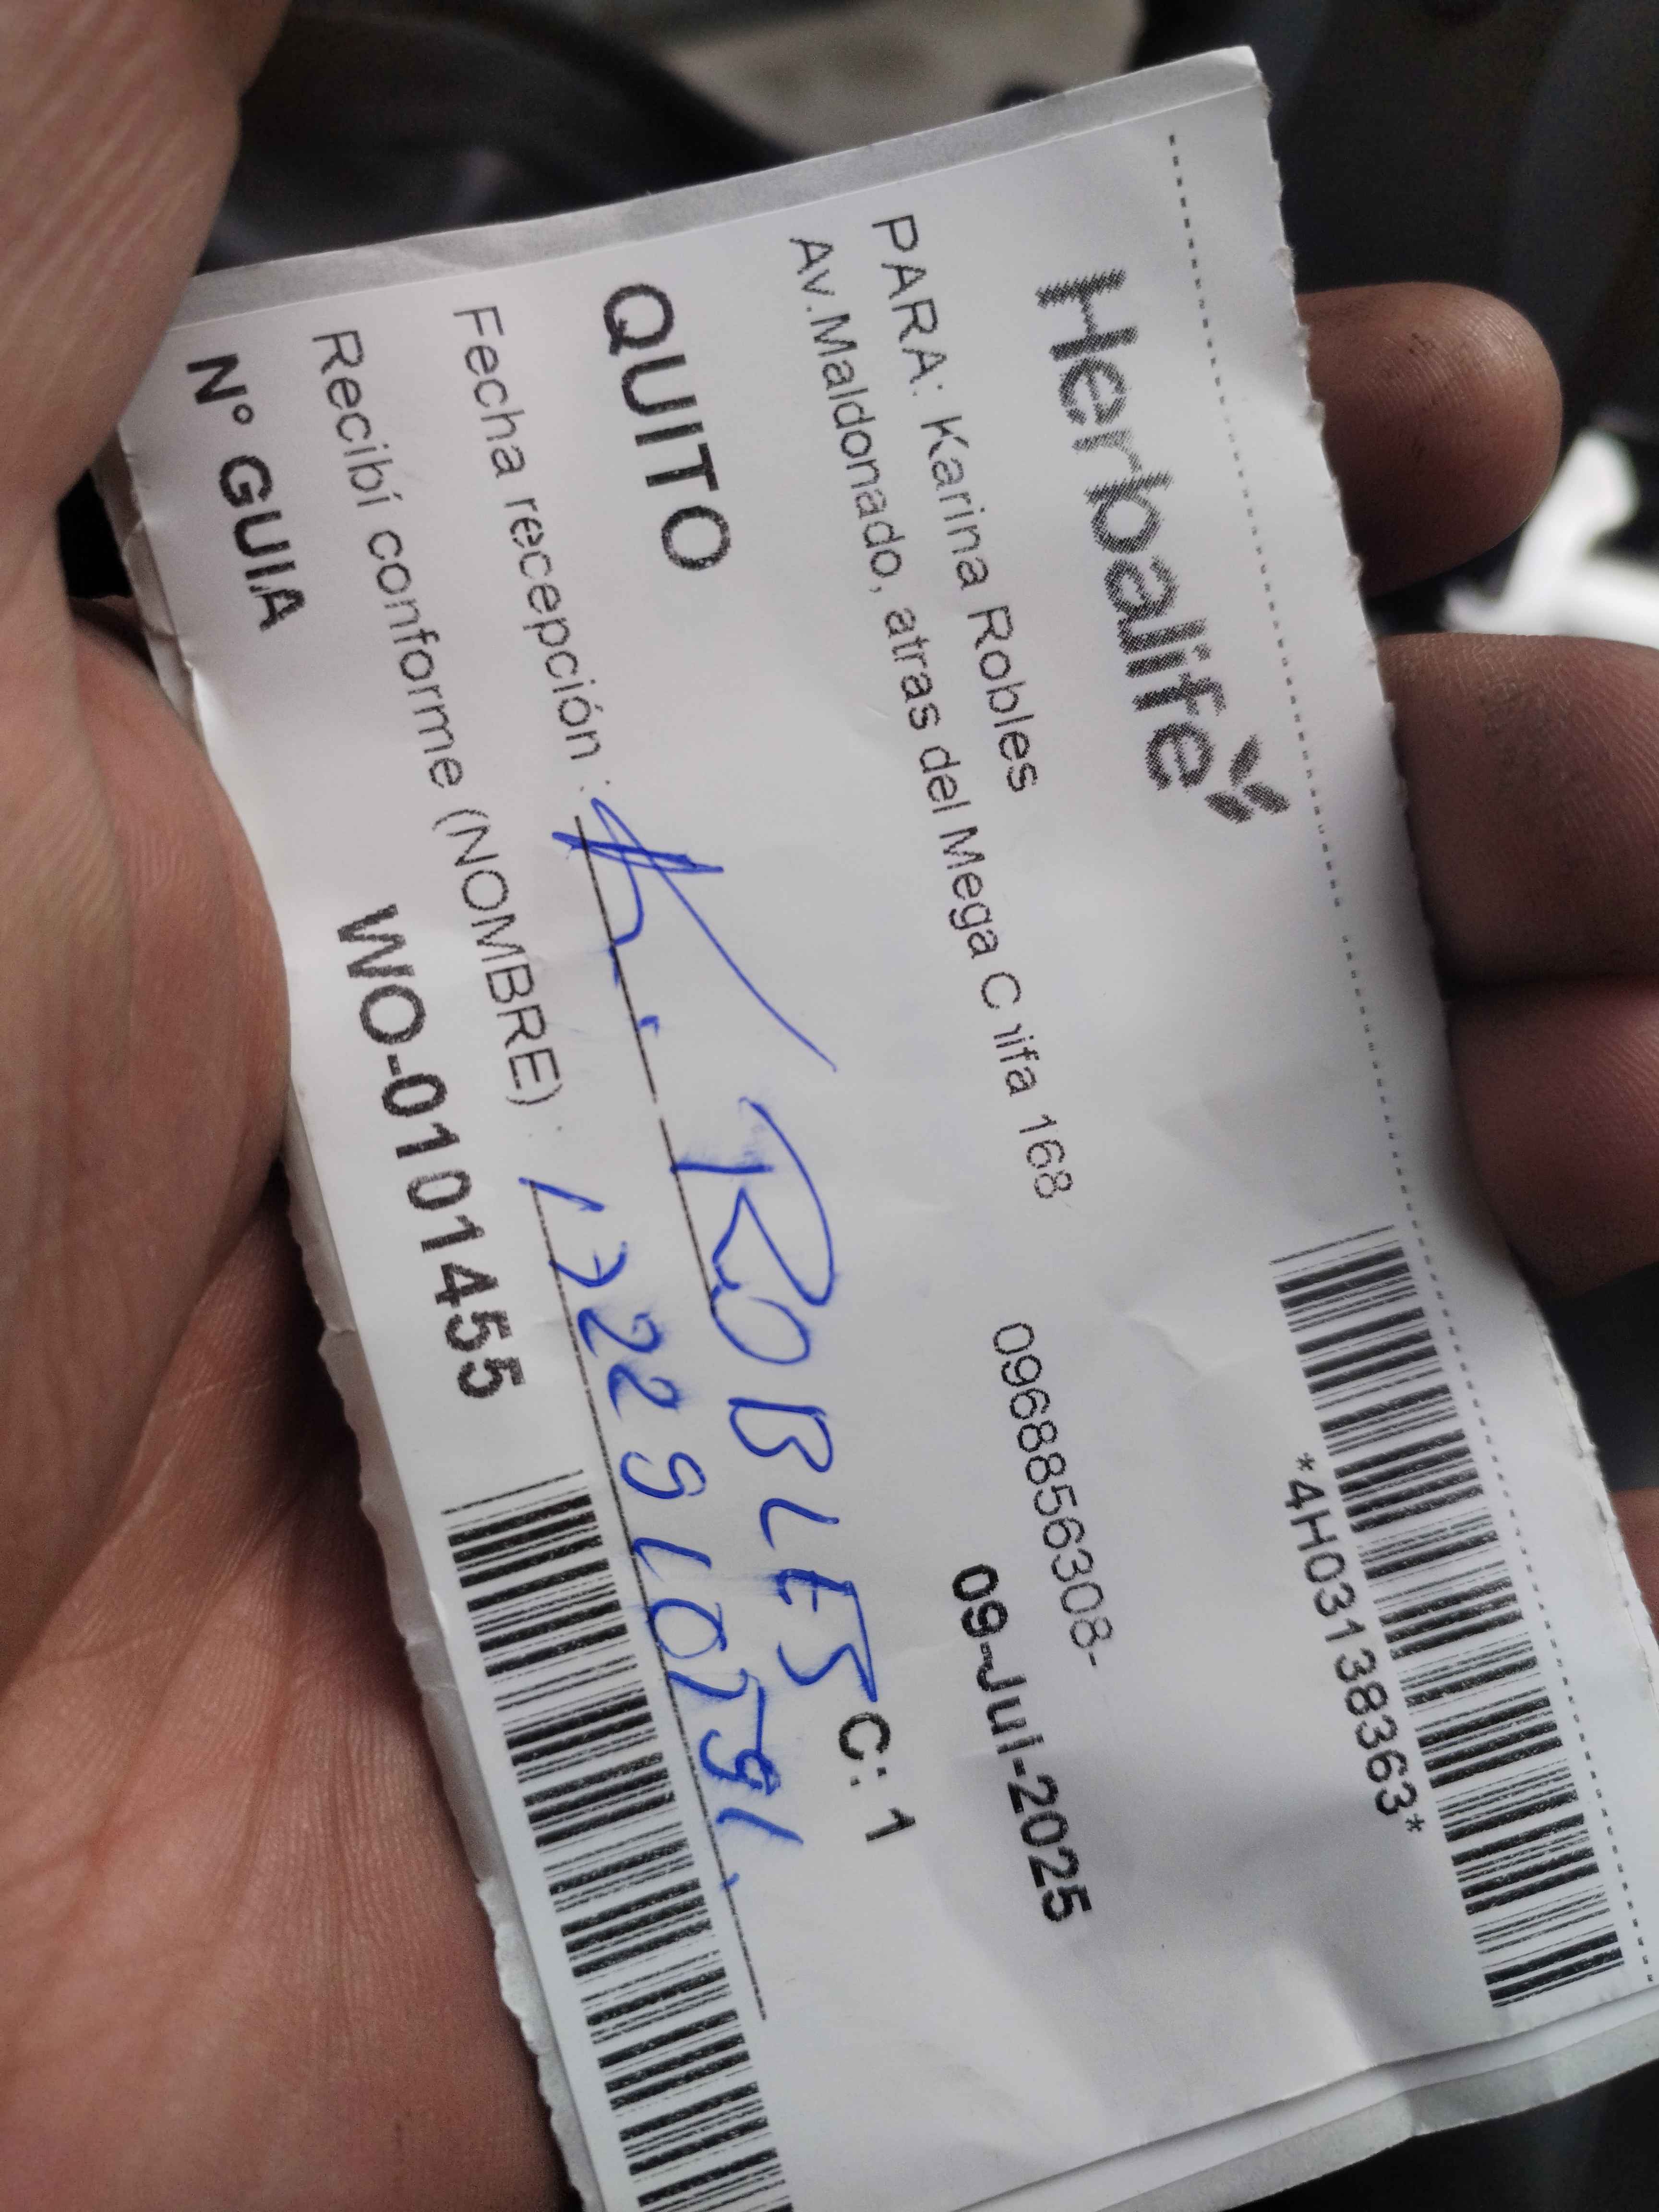 Herbalife
*4H03138363*
PARA: Karina Robles
Av.Maldonado, atras del Mega C ifa 168
0968856308-
09-Jul-2025
QUITO
C: 1
Fecha recepción : K. ROBLES
Recibí conforme (NOMBRE)
N° GUIA WO-0101455